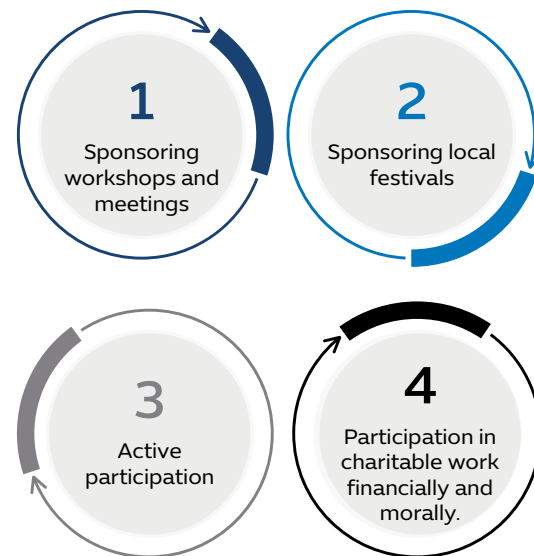 1
Sponsoring
workshops and
meetings
2
Sponsoring local
festivals
3
Active
participation
4
Participation in
charitable work
financially and
morally.